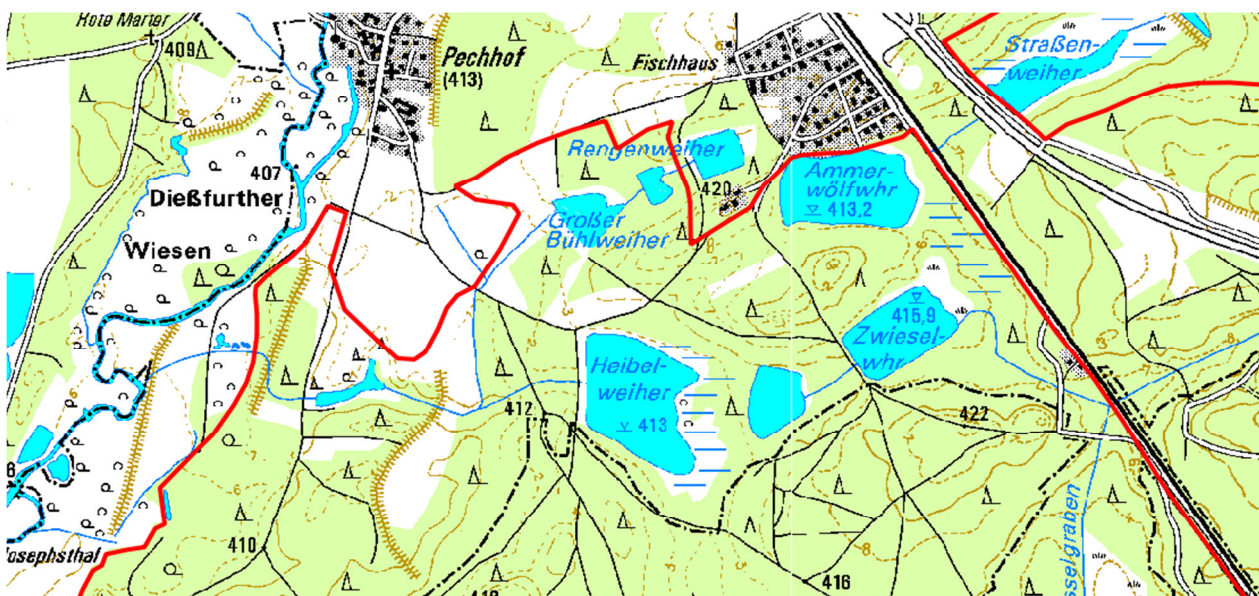 Rote Marter
409
Pechhof
(413)
Fischhaus
Straßen-
weiher
Rengenweiher
407
Dießfurther
Wiesen
420
Ammer-
wölfwhr
413,2
Großer
Bühlweiher
415,9
Zwiesel-
whr
Heibel-
weiher
413
412
422
410
416
Josephsthal
sselgraben